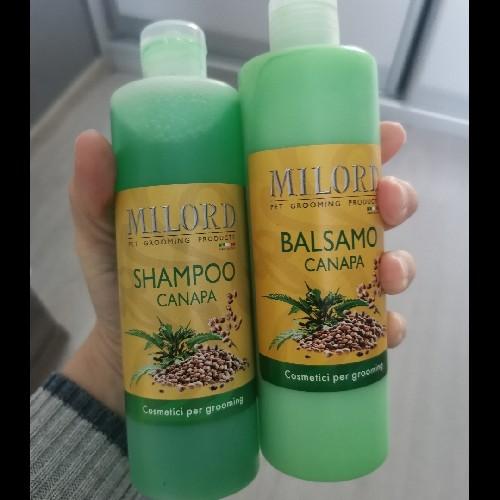 MILORD
PET GROOMING PRODUCTS
SHAMPOO
CANAPA
Cosmetici per grooming
MILORD
PET GROOMING PRODUCTS
BALSAMO
CANAPA
Cosmetici per grooming